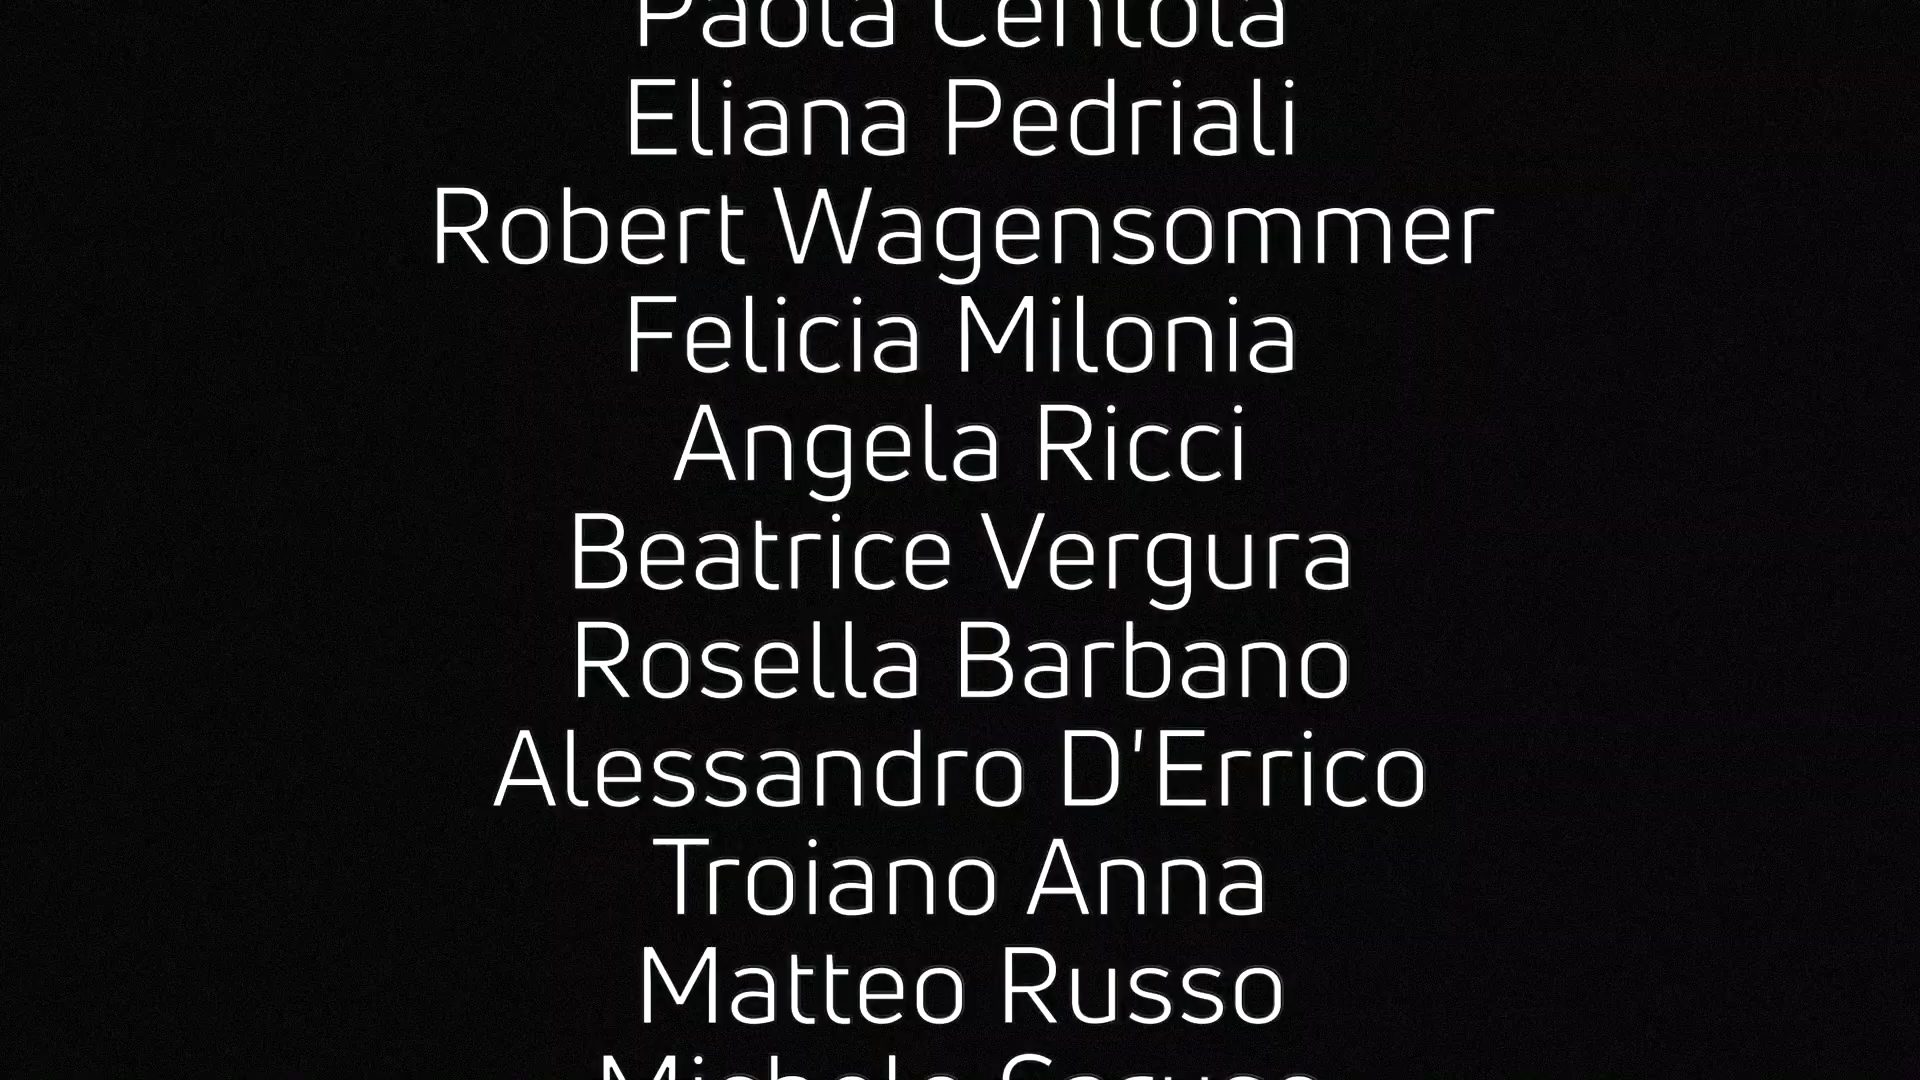 Paola Centola
Eliana Pedriali
Robert Wagensommer
Felicia Milonia
Angela Ricci
Beatrice Vergura
Rosella Barbano
Alessandro D'Errico
Troiano Anna
Matteo Russo